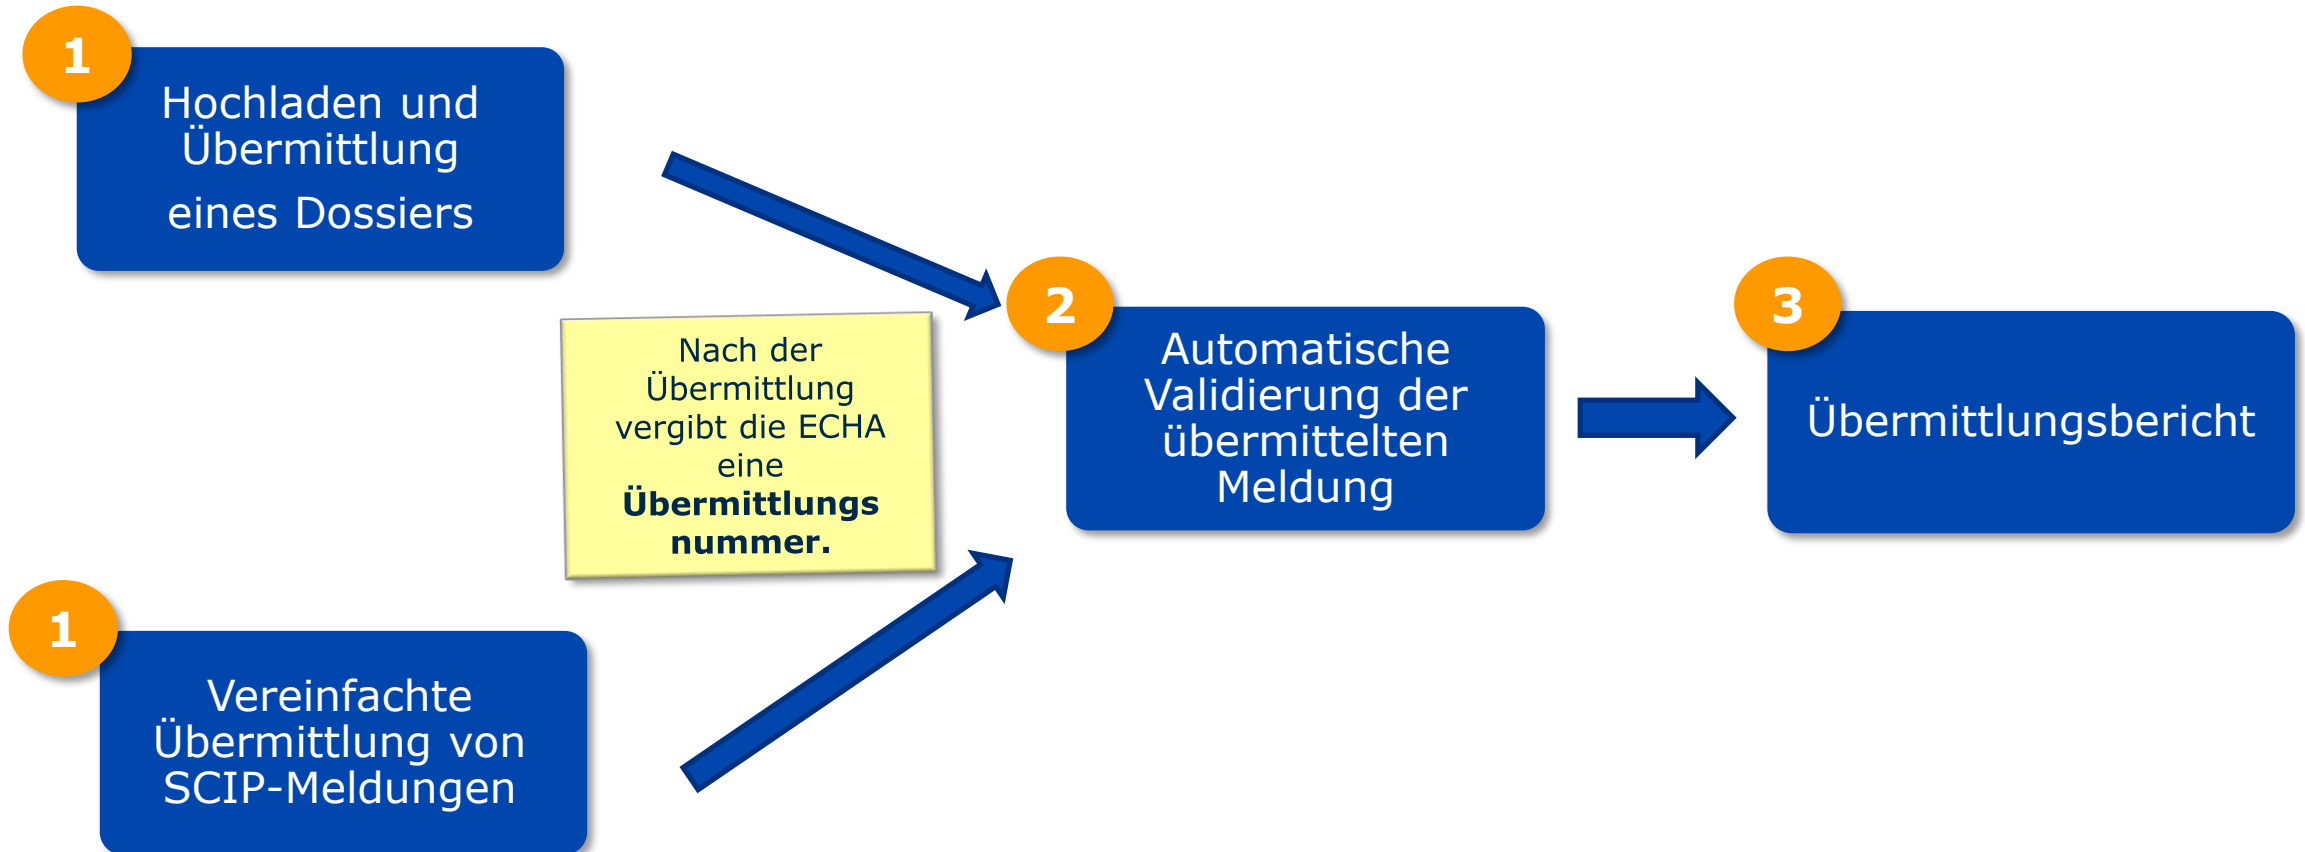 1
Hochladen und
Übermittlung
eines Dossiers
Nach der
Übermittlung
vergibt die ECHA
eine
Übermittlungs
nummer.
1
Vereinfachte
Übermittlung von
SCIP-Meldungen
2
Automatische
Validierung der
übermittelten
Meldung
3
Übermittlungsbericht